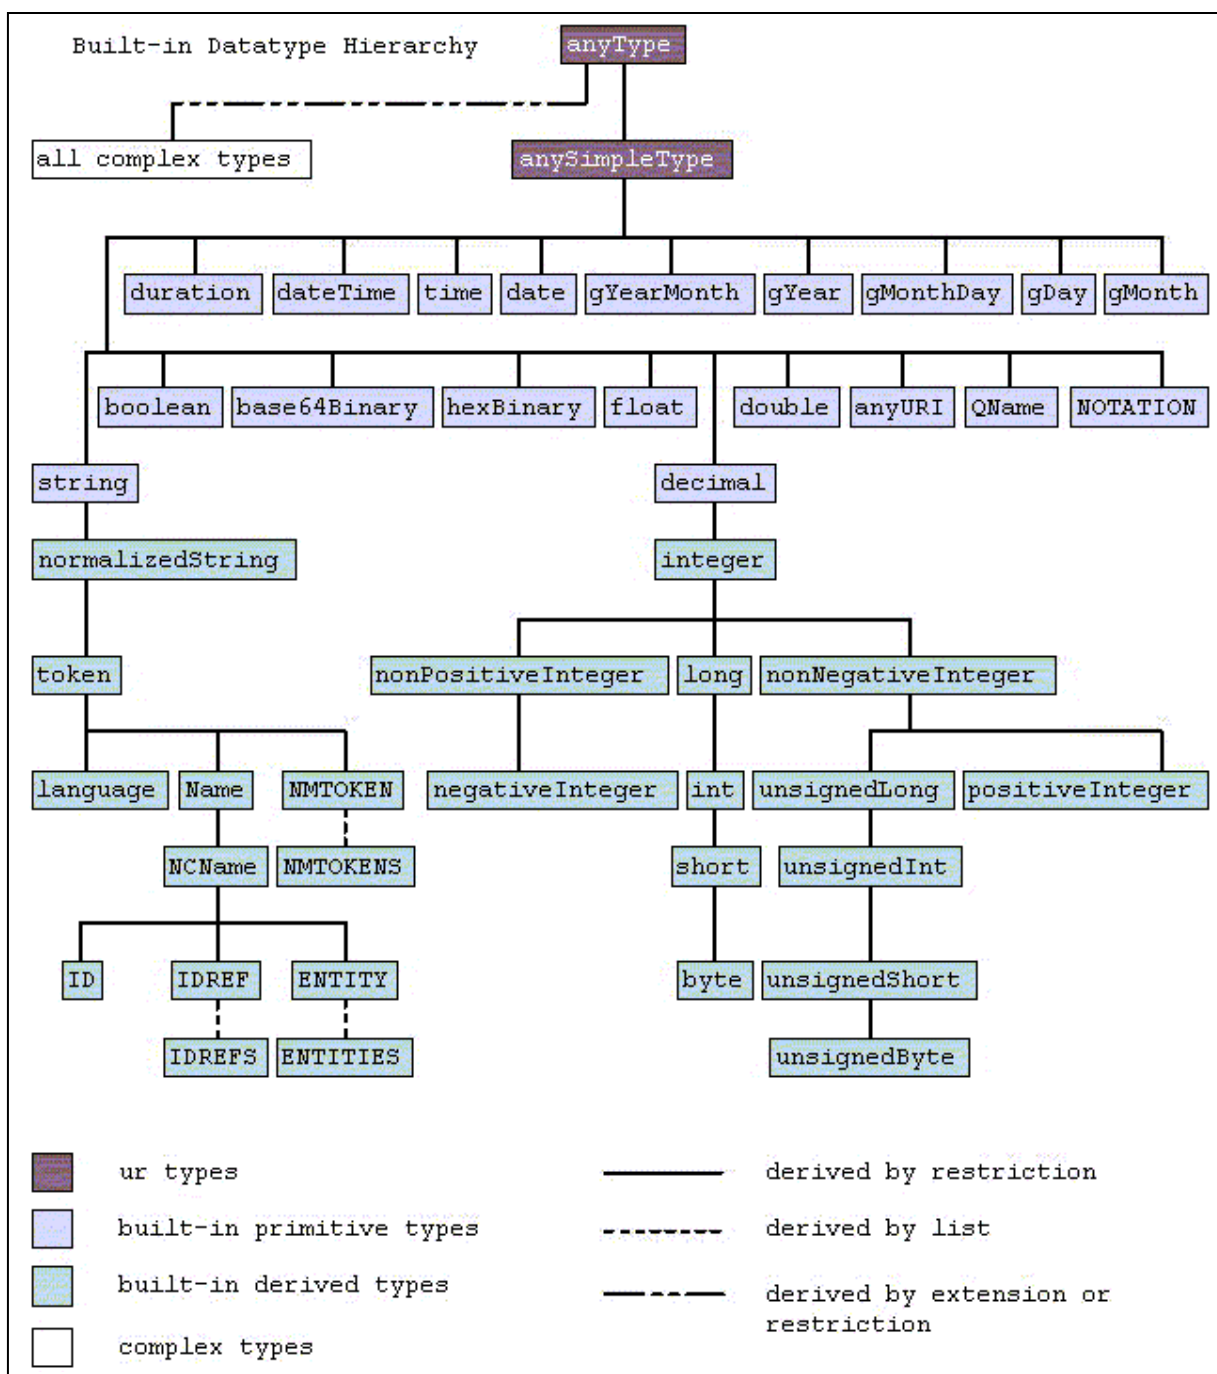 Built-in Datatype Hierarchy
anyType
all complex types
anySimpleType
duration dateTime time date gYearMonth gYear gMonthDay gDay gMonth
boolean base64Binary hexBinary float double anyURI QName NOTATION
string decimal
normalizedString integer
token nonPositiveInteger long nonNegativeInteger
language Name NMTOKEN negativeInteger int unsignedLong positiveInteger
NCName NMTOKENS short unsignedInt
ID IDREF ENTITY byte unsignedShort
IDREFS ENTITIES unsignedByte
ur types
built-in primitive types
built-in derived types
complex types
derived by restriction
derived by list
derived by extension or
restriction